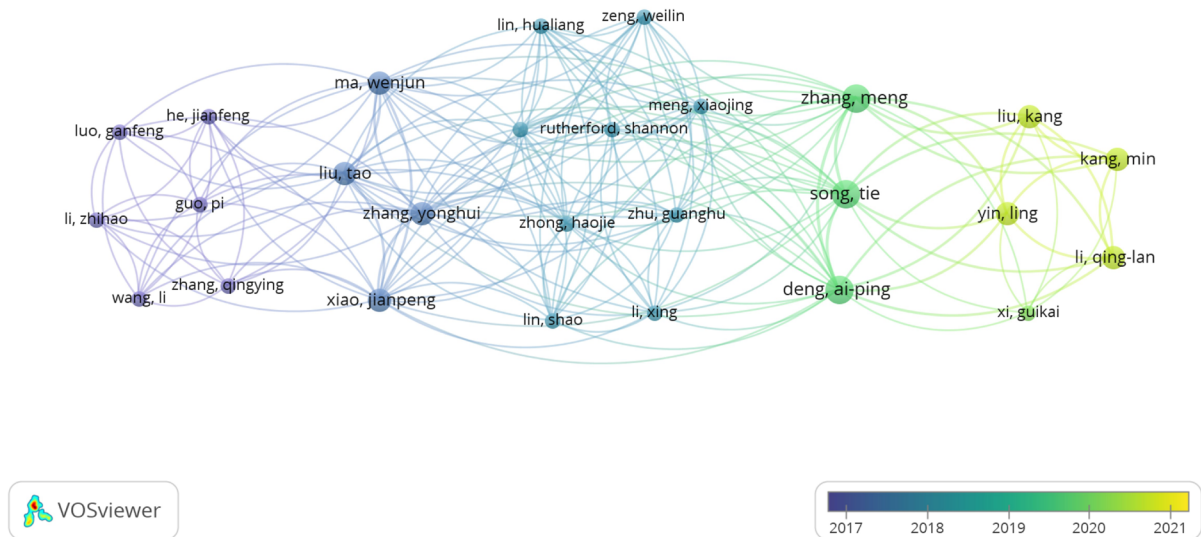 zeng, weilin
lin, hualiang
ma, wenjun
zhang, meng
meng, xiaojing
he, jianfeng
liu, kang
luo, ganfeng
rutherford, shannon
kang, min
liu, tao
song, tie
guo, pi
li, zhihao
zhang, yonghui
zhong, haojie
zhu, guanghu
yin, ling
li, qing-lan
zhang, qingying
wang, li
xiao, jianpeng
deng, ai-ping
lin, shao
li, xing
xi, guikai
VOSviewer
2017 2018 2019 2020 2021